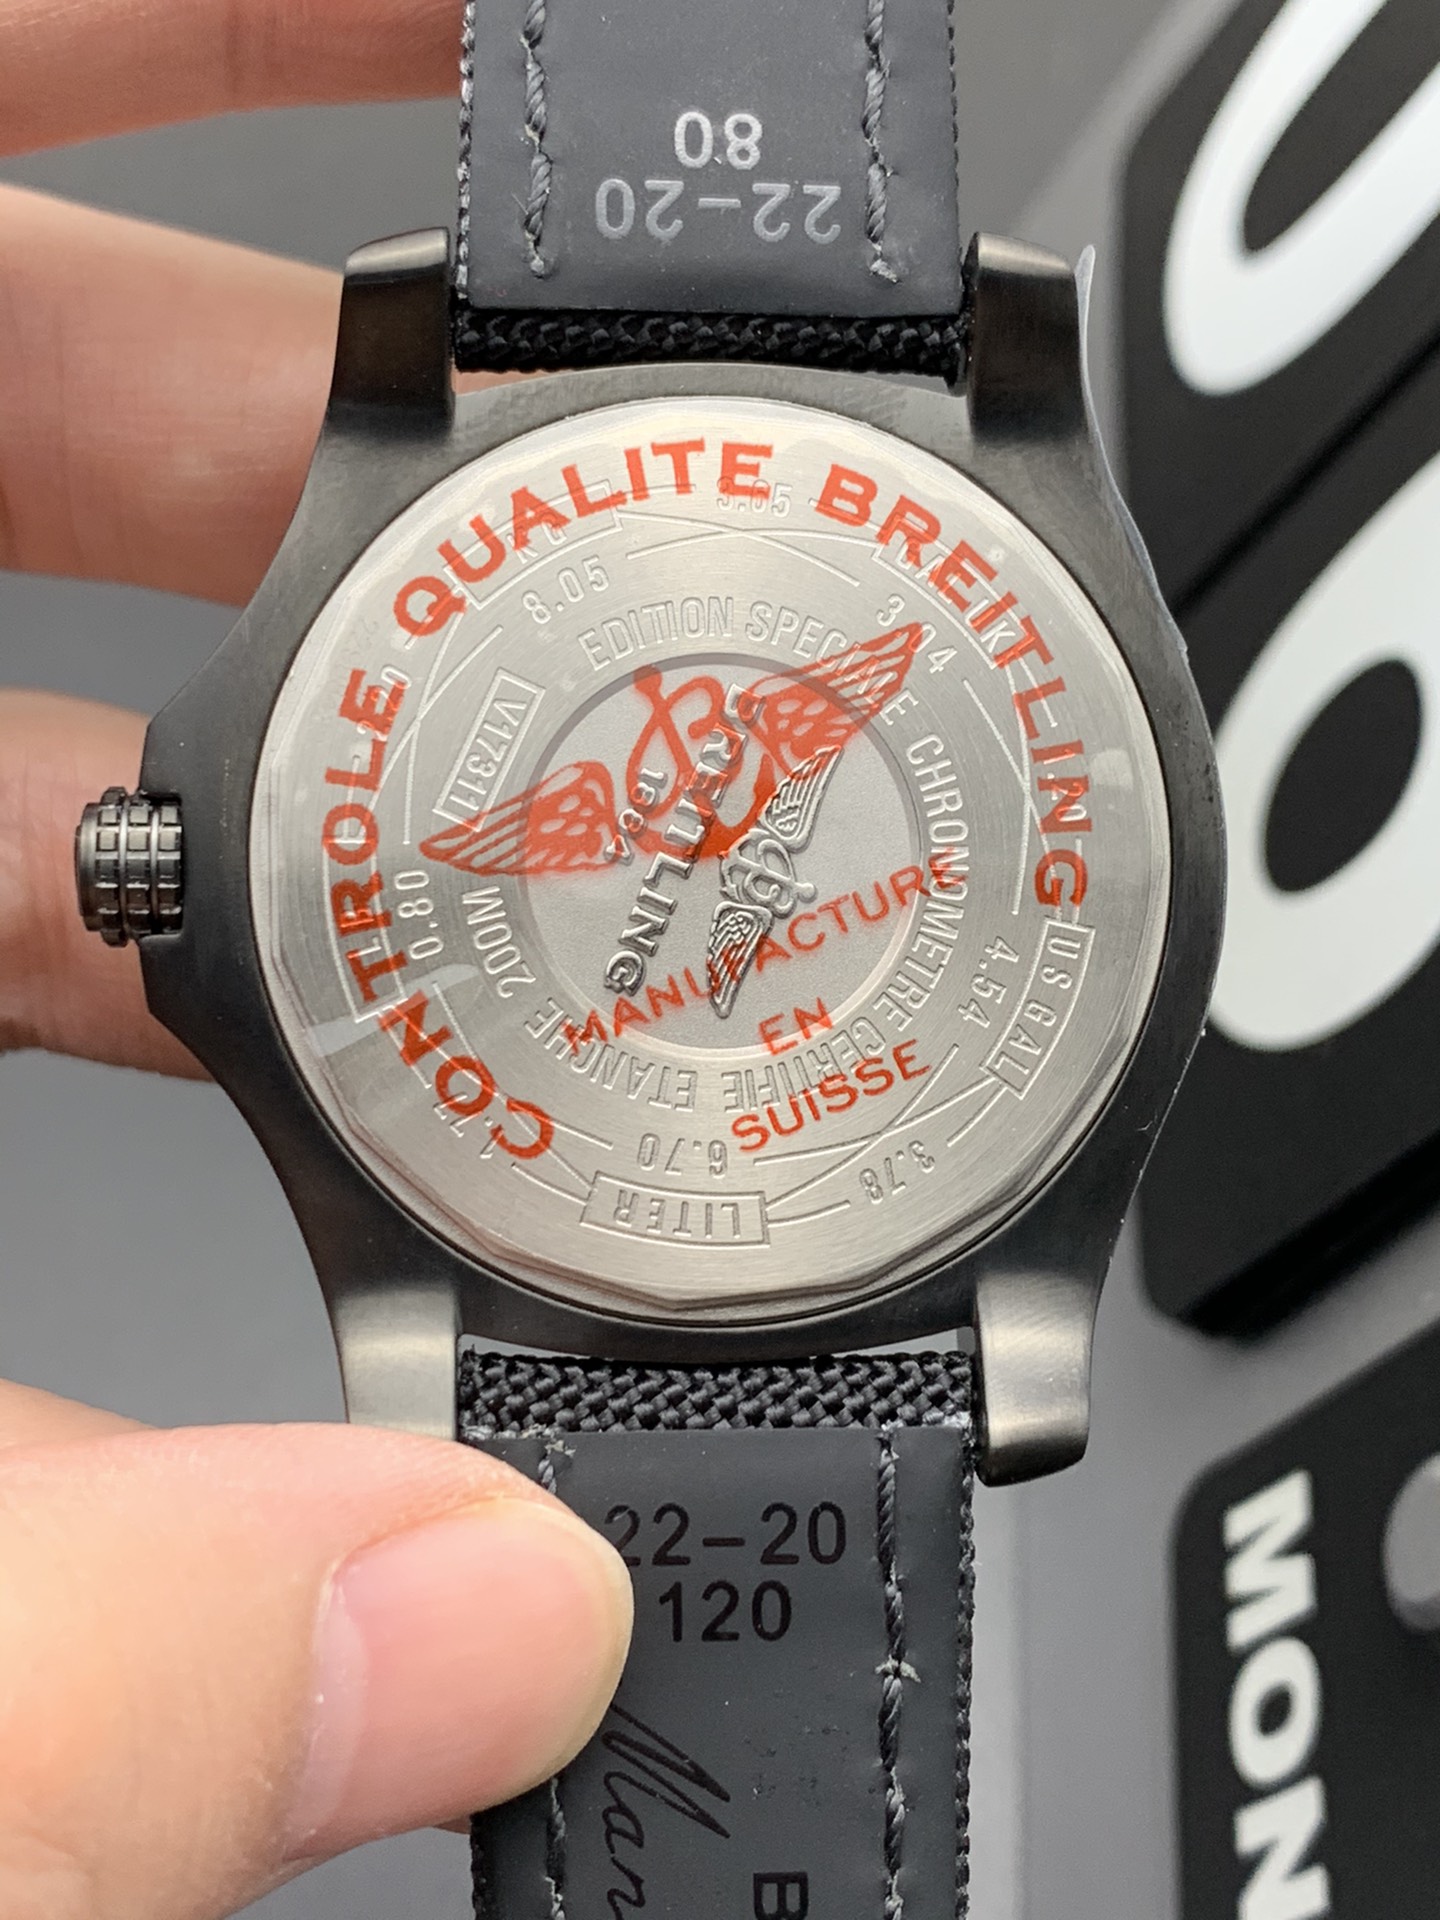 80
22-20
CONTROLE QUALITE BREITLING
MANUFACTURE
EN
SUISSE
EDITION SPECIALE CHRONOMETRE CERTIFIE ETANCHE 200M
V17311
BREITLING
1884
8.05
3.04
4.54
US GAL
3.78
LITER
6.70
0.80
22-20
120
B
MON